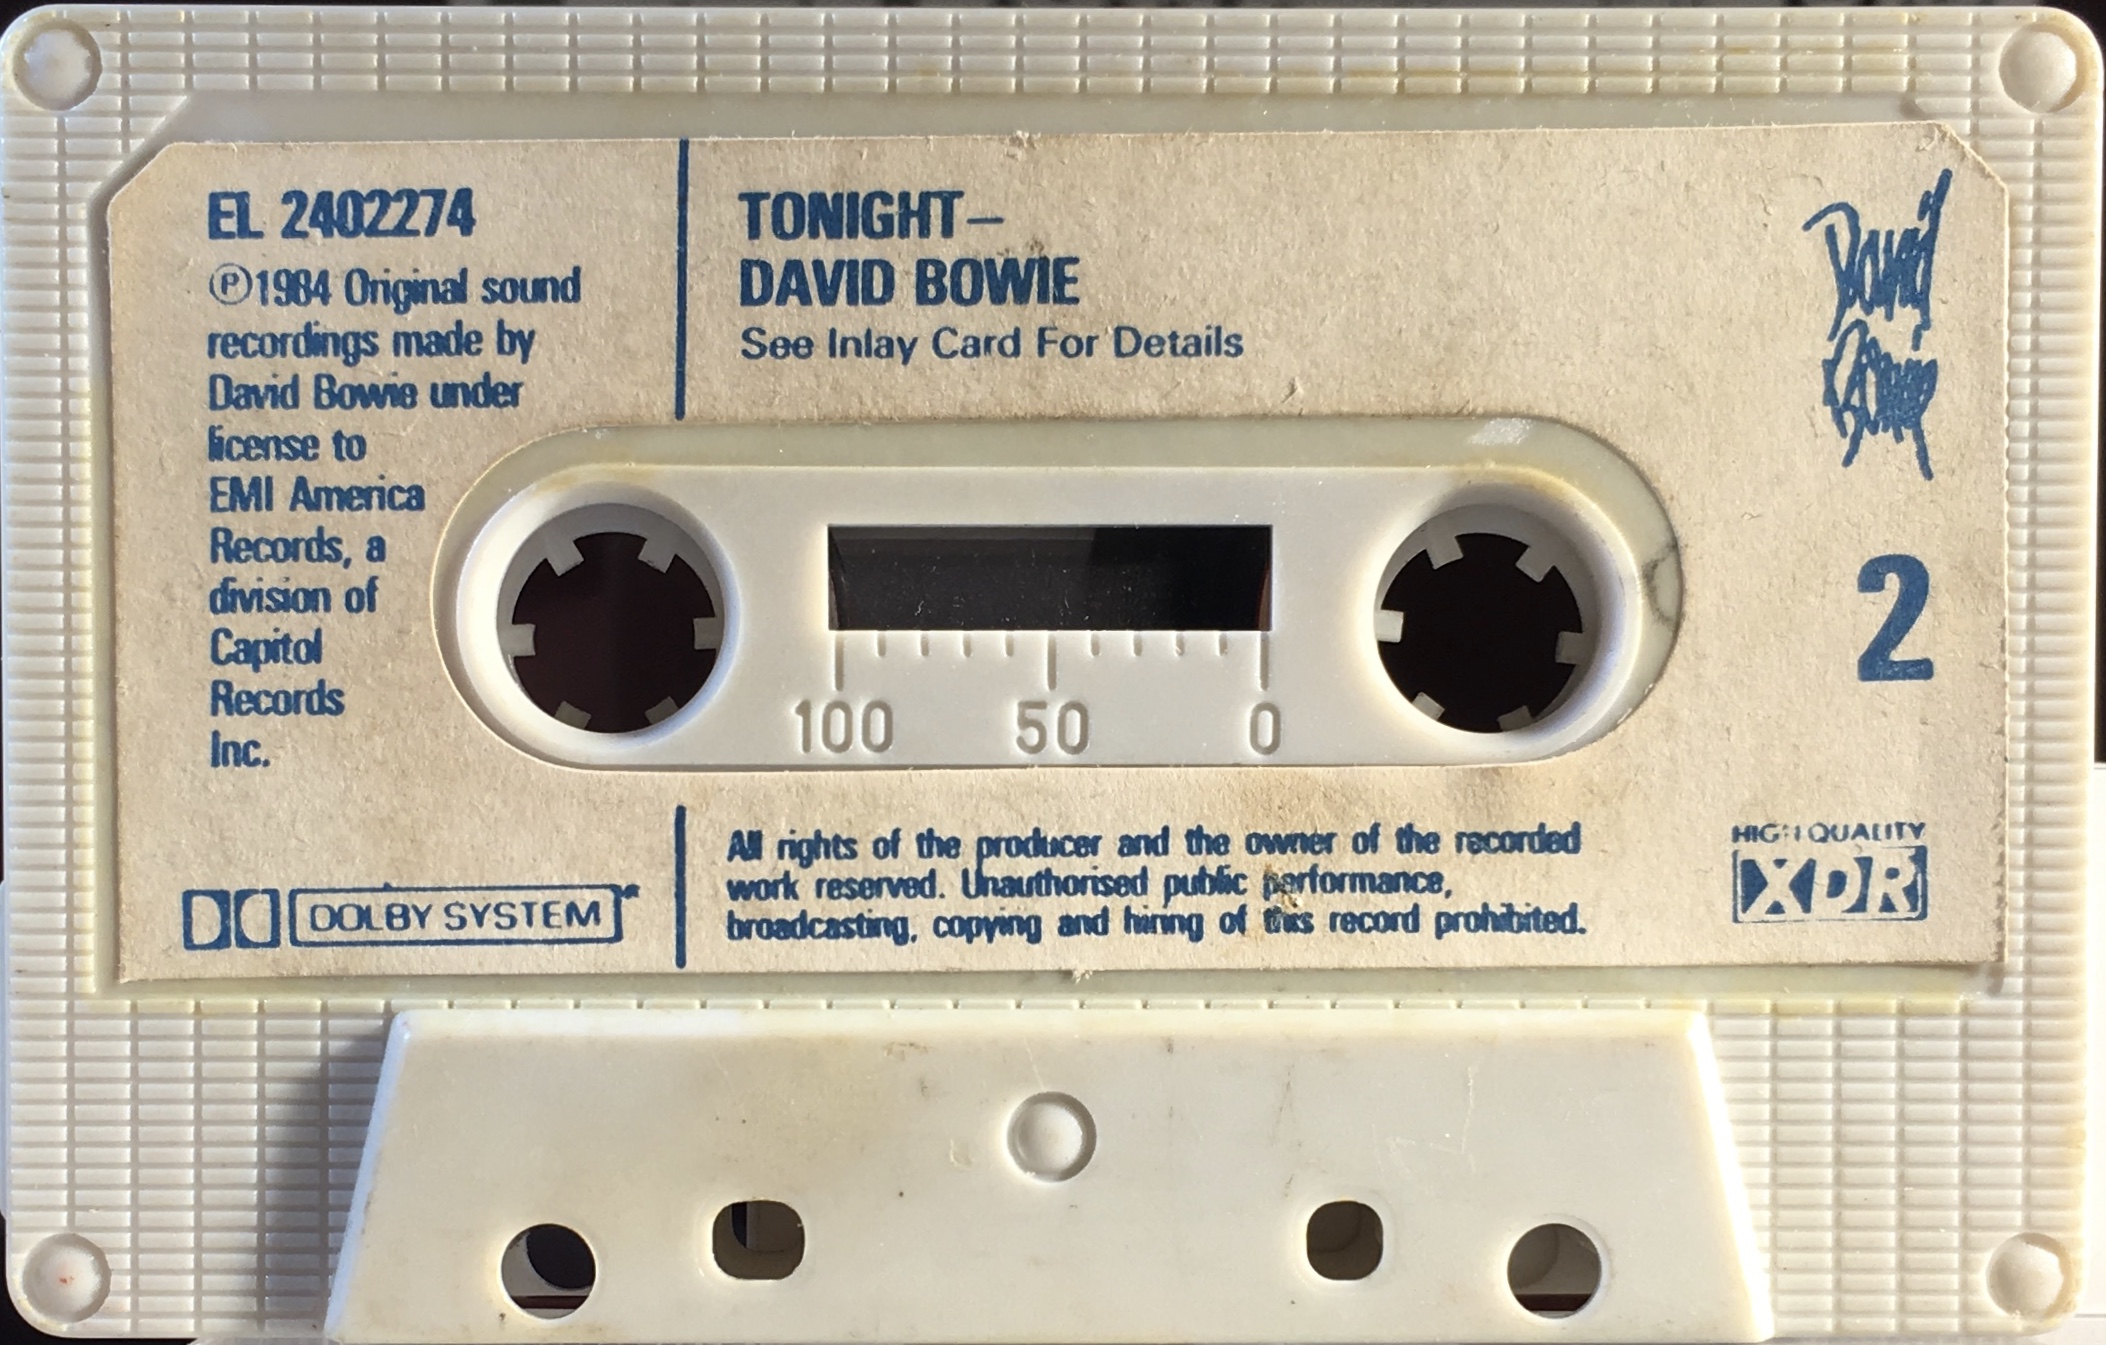 EL 2402274
Ⓟ1984 Original sound
recordings made by
David Bowie under
license to
EMI America
Records, a
division of
Capitol
Records
Inc.
DOLBY SYSTEM
TONIGHT–
DAVID BOWIE
See Inlay Card For Details
David
Bowie
2
100 50 0
All rights of the producer and the owner of the recorded
work reserved. Unauthorised public performance,
broadcasting, copying and hiring of this record prohibited.
HIGH QUALITY
XDR